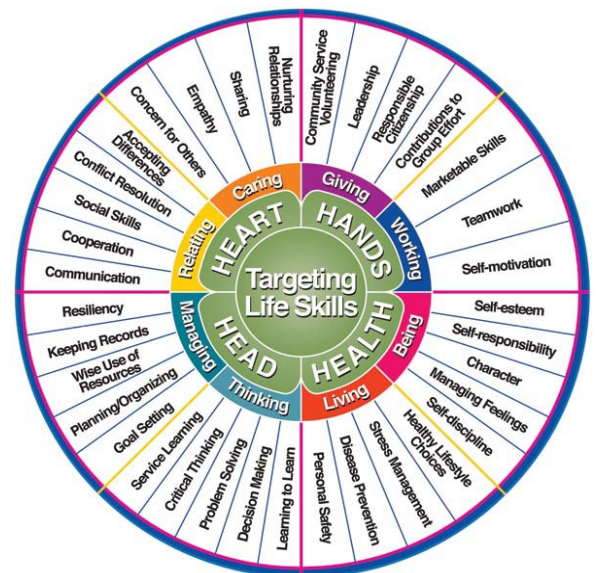 Targeting
Life Skills
HEART
HANDS
HEALTH
HEAD
Relating
Caring
Giving
Working
Being
Living
Thinking
Managing
Communication
Cooperation
Social Skills
Conflict Resolution
Accepting
Differences
Concern for Others
Empathy
Sharing
Nurturing
Relationships
Community Service
Volunteering
Leadership
Responsible
Citizenship
Contributions to
Group Effort
Marketable Skills
Teamwork
Self-motivation
Self-esteem
Self-responsibility
Character
Managing Feelings
Self-discipline
Healthy Lifestyle
Choices
Stress Management
Disease Prevention
Personal Safety
Learning to Learn
Decision Making
Problem Solving
Critical Thinking
Service Learning
Goal Setting
Planning/Organizing
Wise Use of
Resources
Keeping Records
Resiliency